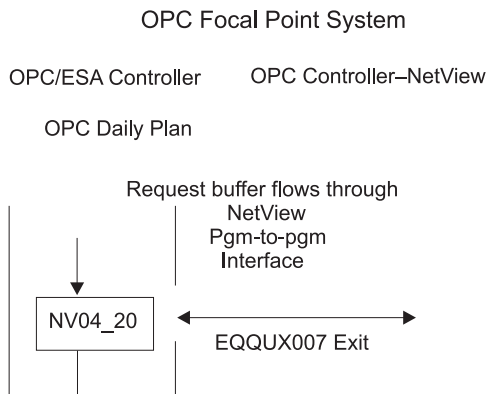 OPC Focal Point System
OPC/ESA Controller
OPC Controller–NetView
OPC Daily Plan
Request buffer flows through
NetView
Pgm-to-pgm
Interface
NV04_20
EQQUX007 Exit